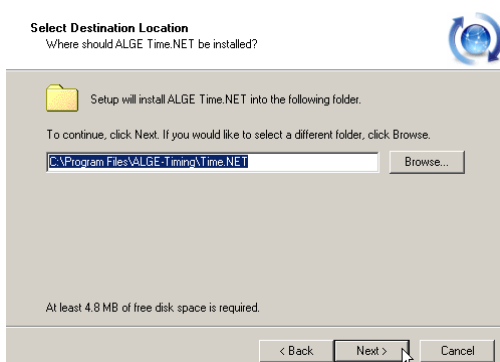 Select Destination Location
Where should ALGE Time.NET be installed?
Setup will install ALGE Time.NET into the following folder.
To continue, click Next. If you would like to select a different folder, click Browse.
C:\Program Files\ALGE-Timing\Time.NET
Browse...
At least 4.8 MB of free disk space is required.
< Back
Next >
Cancel